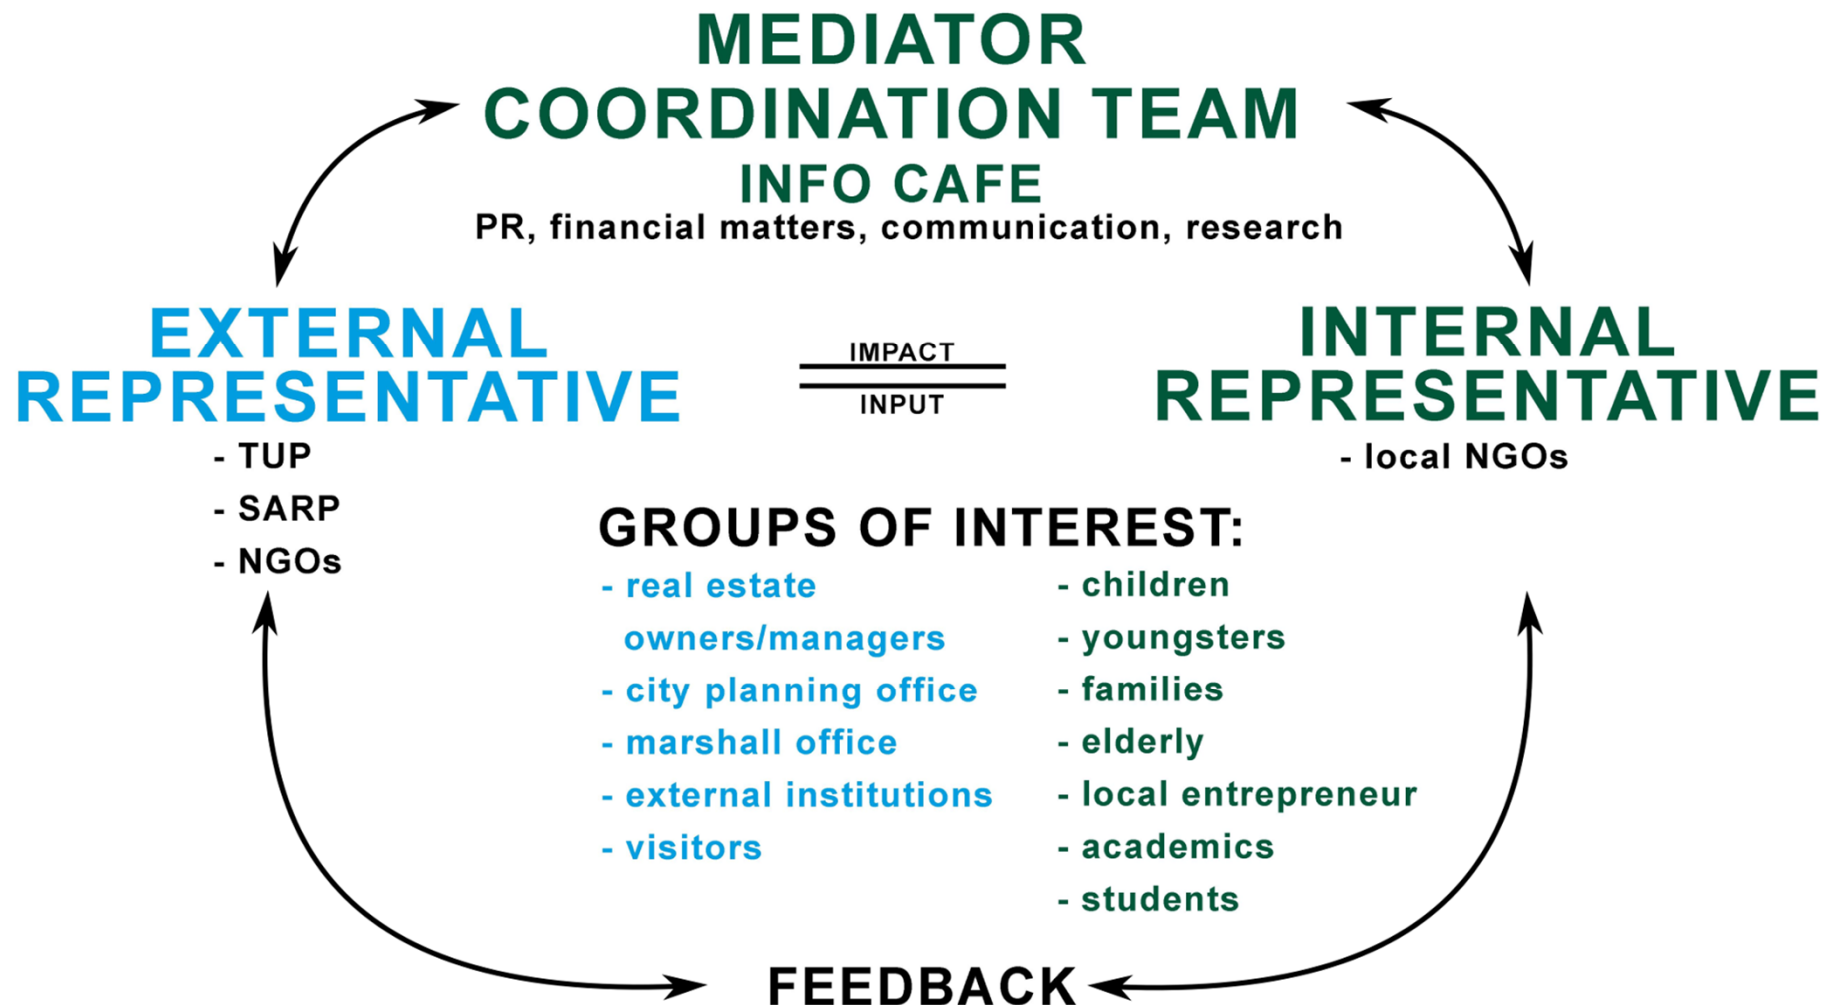 MEDIATOR
COORDINATION TEAM
INFO CAFE
PR, financial matters, communication, research
EXTERNAL
REPRESENTATIVE
- TUP
- SARP
- NGOs
IMPACT
INPUT
INTERNAL
REPRESENTATIVE
- local NGOs
GROUPS OF INTEREST:
- real estate
owners/managers
- city planning office
- marshall office
- external institutions
- visitors
- children
- youngsters
- families
- elderly
- local entrepreneur
- academics
- students
FEEDBACK